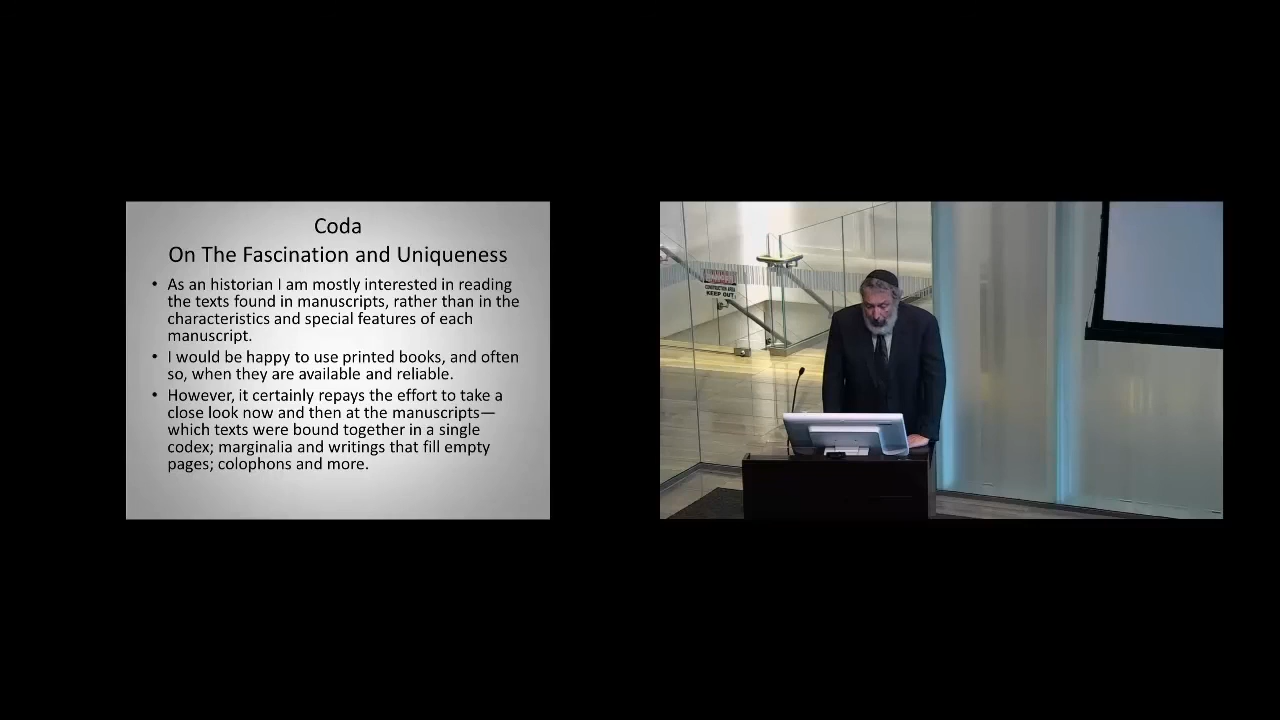 Coda
On The Fascination and Uniqueness
• As an historian I am mostly interested in reading
the texts found in manuscripts, rather than in the
characteristics and special features of each
manuscript.
• I would be happy to use printed books, and often
so, when they are available and reliable.
• However, it certainly repays the effort to take a
close look now and then at the manuscripts—
which texts were bound together in a single
codex; marginalia and writings that fill empty
pages; colophons and more.
CONSTRUCTION AREA
KEEP OUT